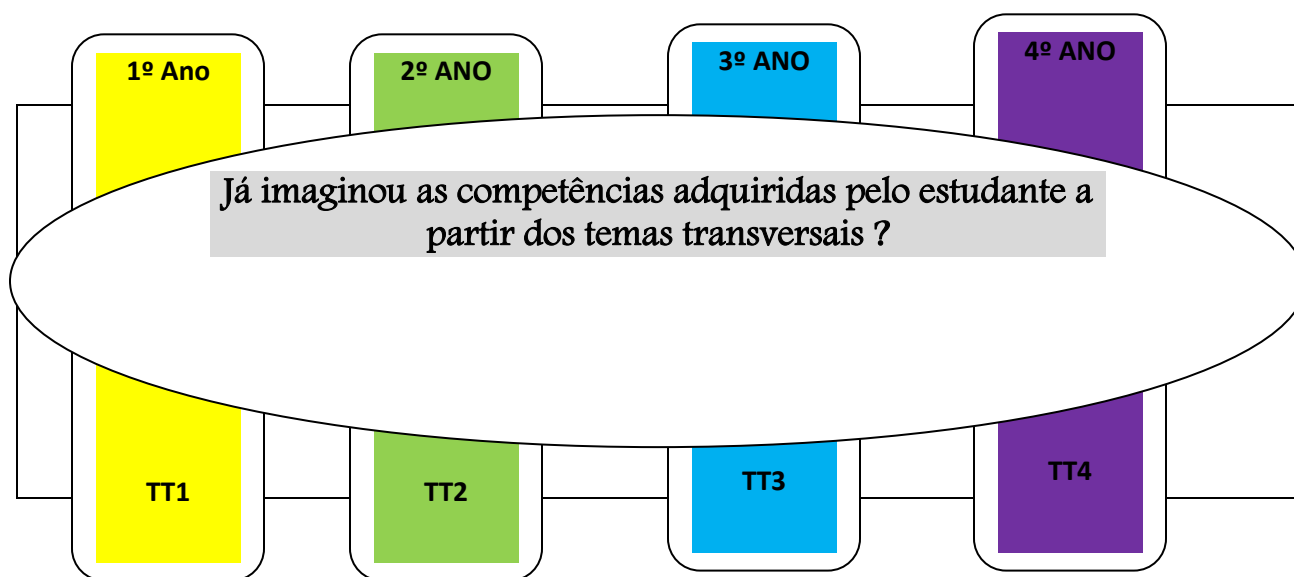 1º Ano
2º ANO
3º ANO
4º ANO
Já imaginou as competências adquiridas pelo estudante a
partir dos temas transversais ?
TT1
TT2
TT3
TT4